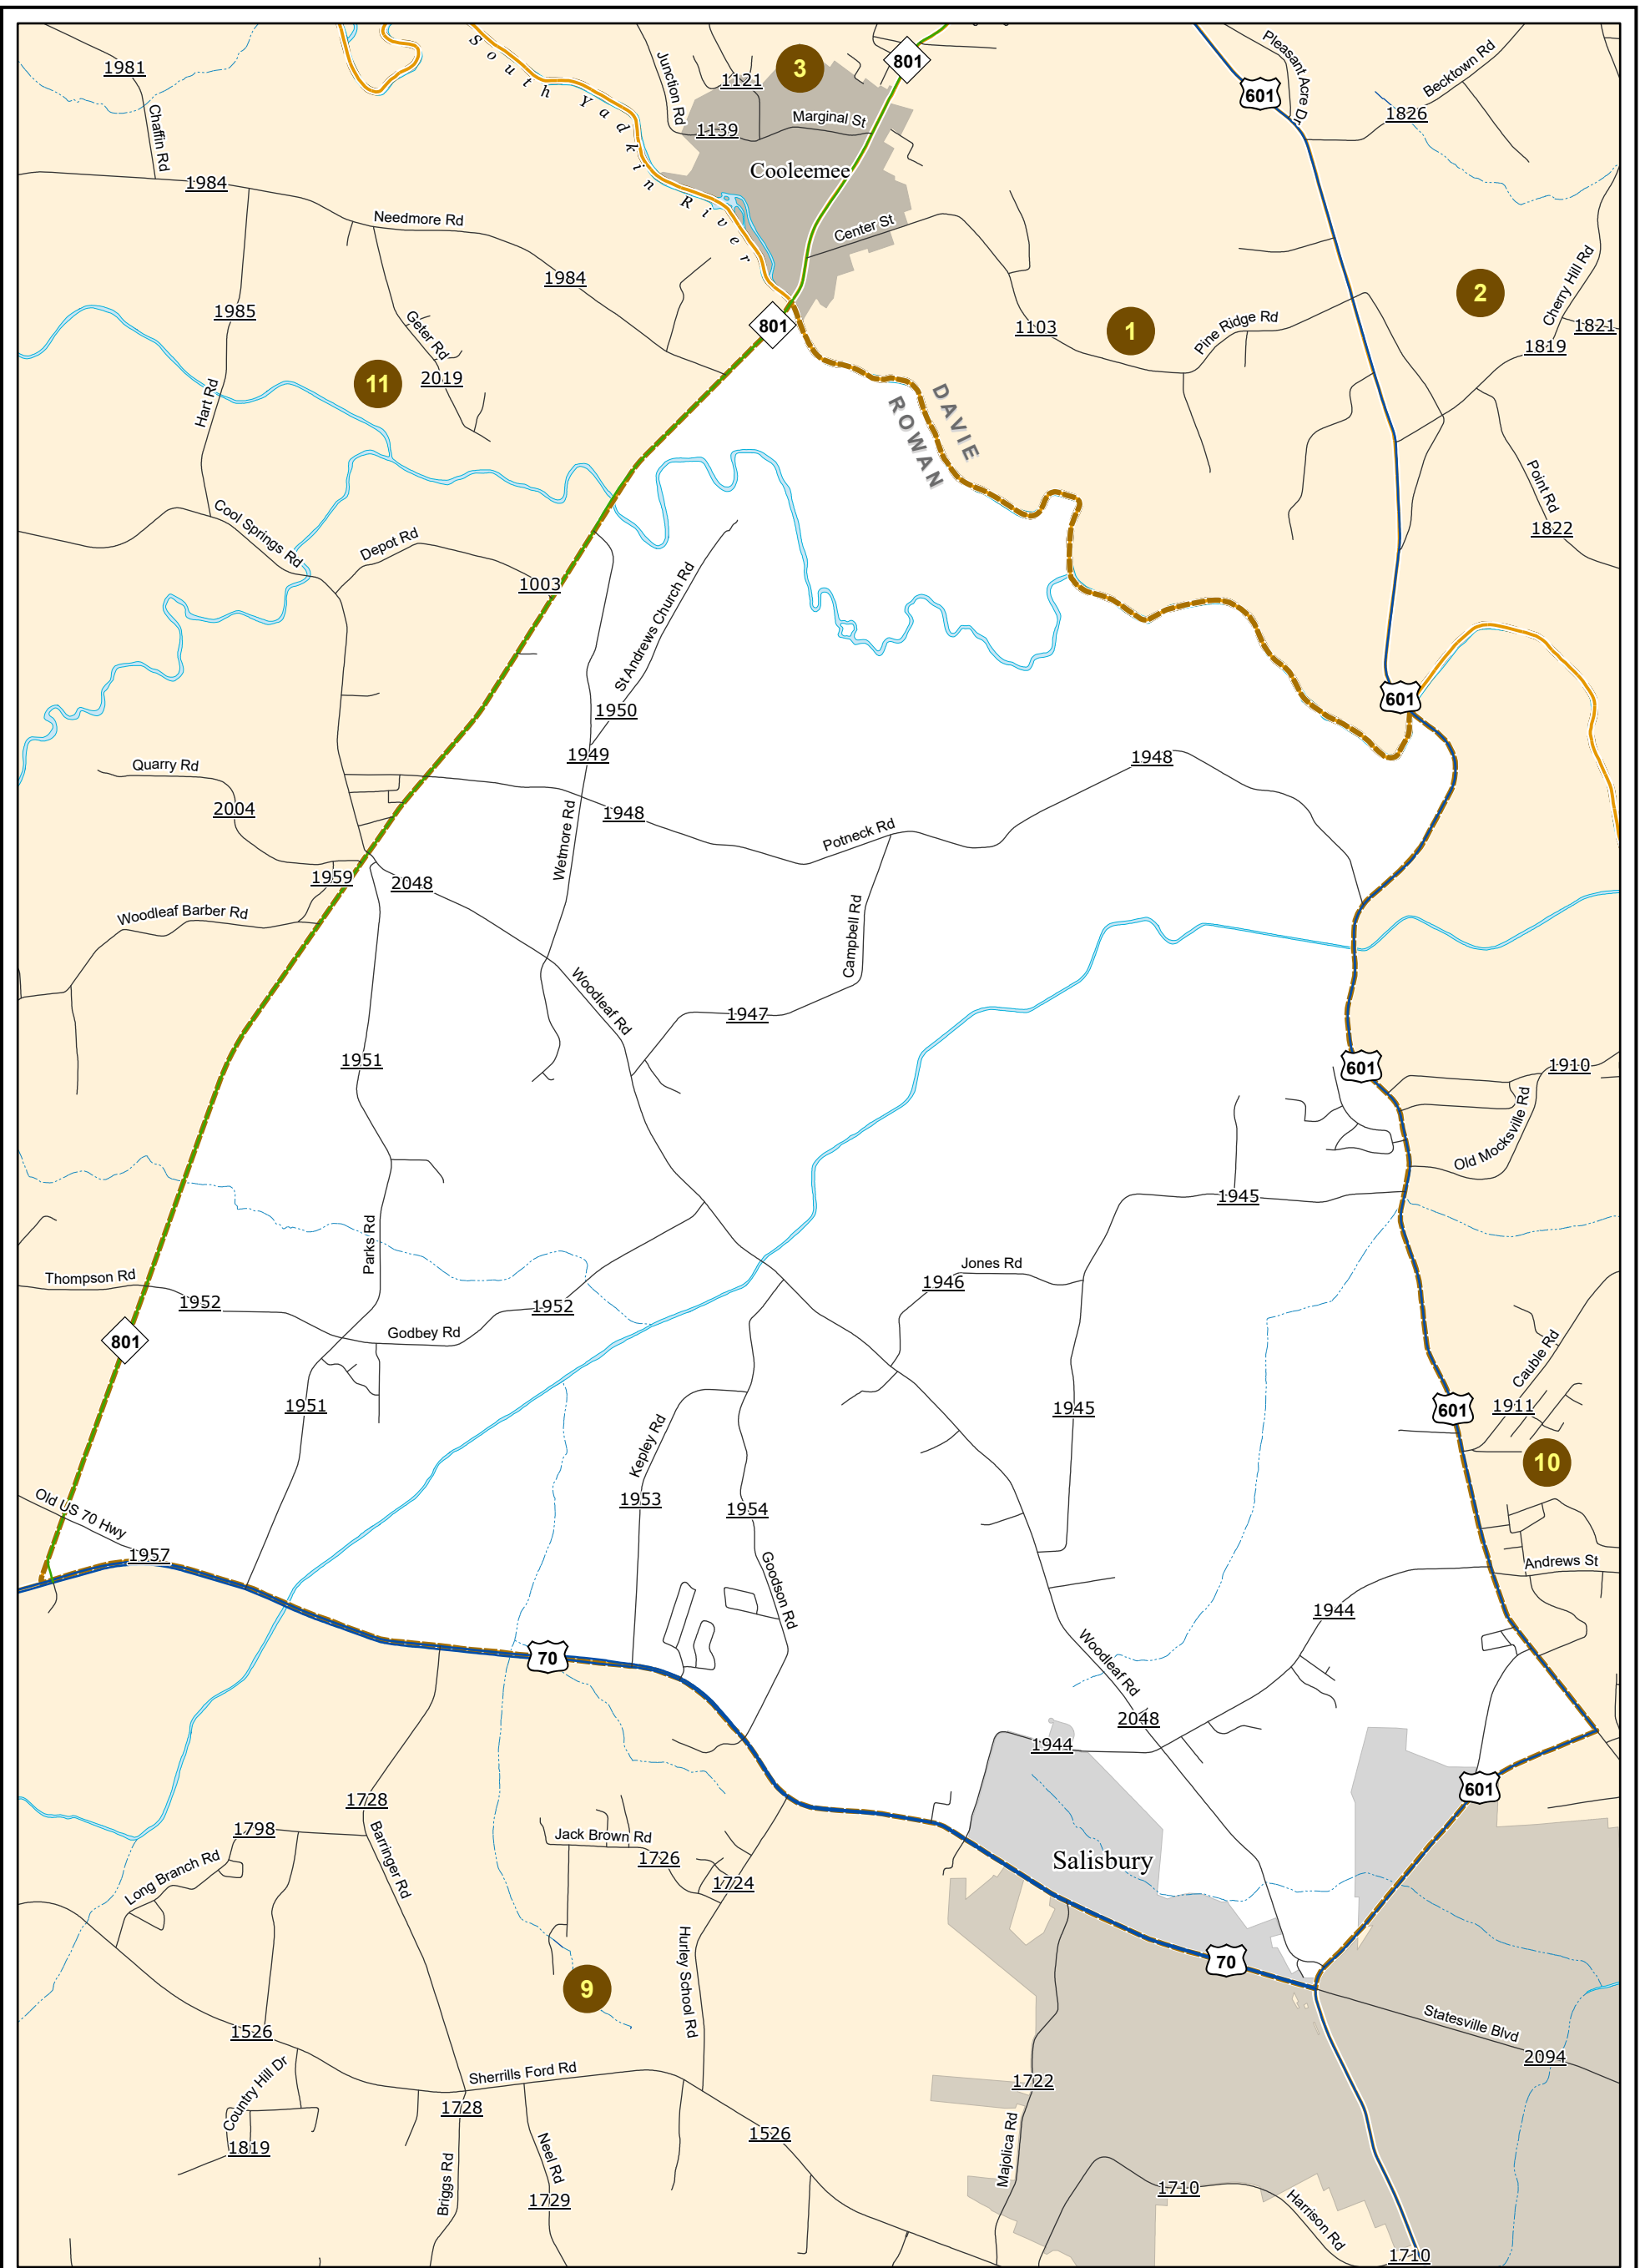 1981
South Yadkin River
Junction Rd
1121
3
801
601
Pleasant Acre Dr
Becktown Rd
1826
Chaffin Rd
1139
Marginal St
Cooleemee
1984
Needmore Rd
Center St
1984
2
Cherry Hill Rd
1985
Geter Rd
801
1103
1
Pine Ridge Rd
1821
1819
11
2019
Hart Rd
DAVIE
ROWAN
Point Rd
1822
Cool Springs Rd
Depot Rd
1003
St Andrews Church Rd
1950
1949
601
1948
Quarry Rd
2004
1948
Potneck Rd
Wetmore Rd
1959
2048
Woodleaf Barber Rd
Campbell Rd
Woodleaf Rd
1947
1951
601
1910
Old Mocksville Rd
1945
Parks Rd
Thompson Rd
1952
1952
Jones Rd
1946
801
Godbey Rd
Cauble Rd
1951
1945
601
1911
Kepley Rd
10
1953
1954
Old US 70 Hwy
1957
Goodson Rd
Andrews St
1944
70
Woodleaf Rd
2048
1944
601
1728
1798
Barringer Rd
Jack Brown Rd
1726
Long Branch Rd
1724
Salisbury
Hurley School Rd
70
9
Statesville Blvd
1526
2094
Country Hill Dr
Sherrills Ford Rd
1722
1728
1819
1526
Neel Rd
Briggs Rd
1729
Majolica Rd
1710
Harrison Rd
1710